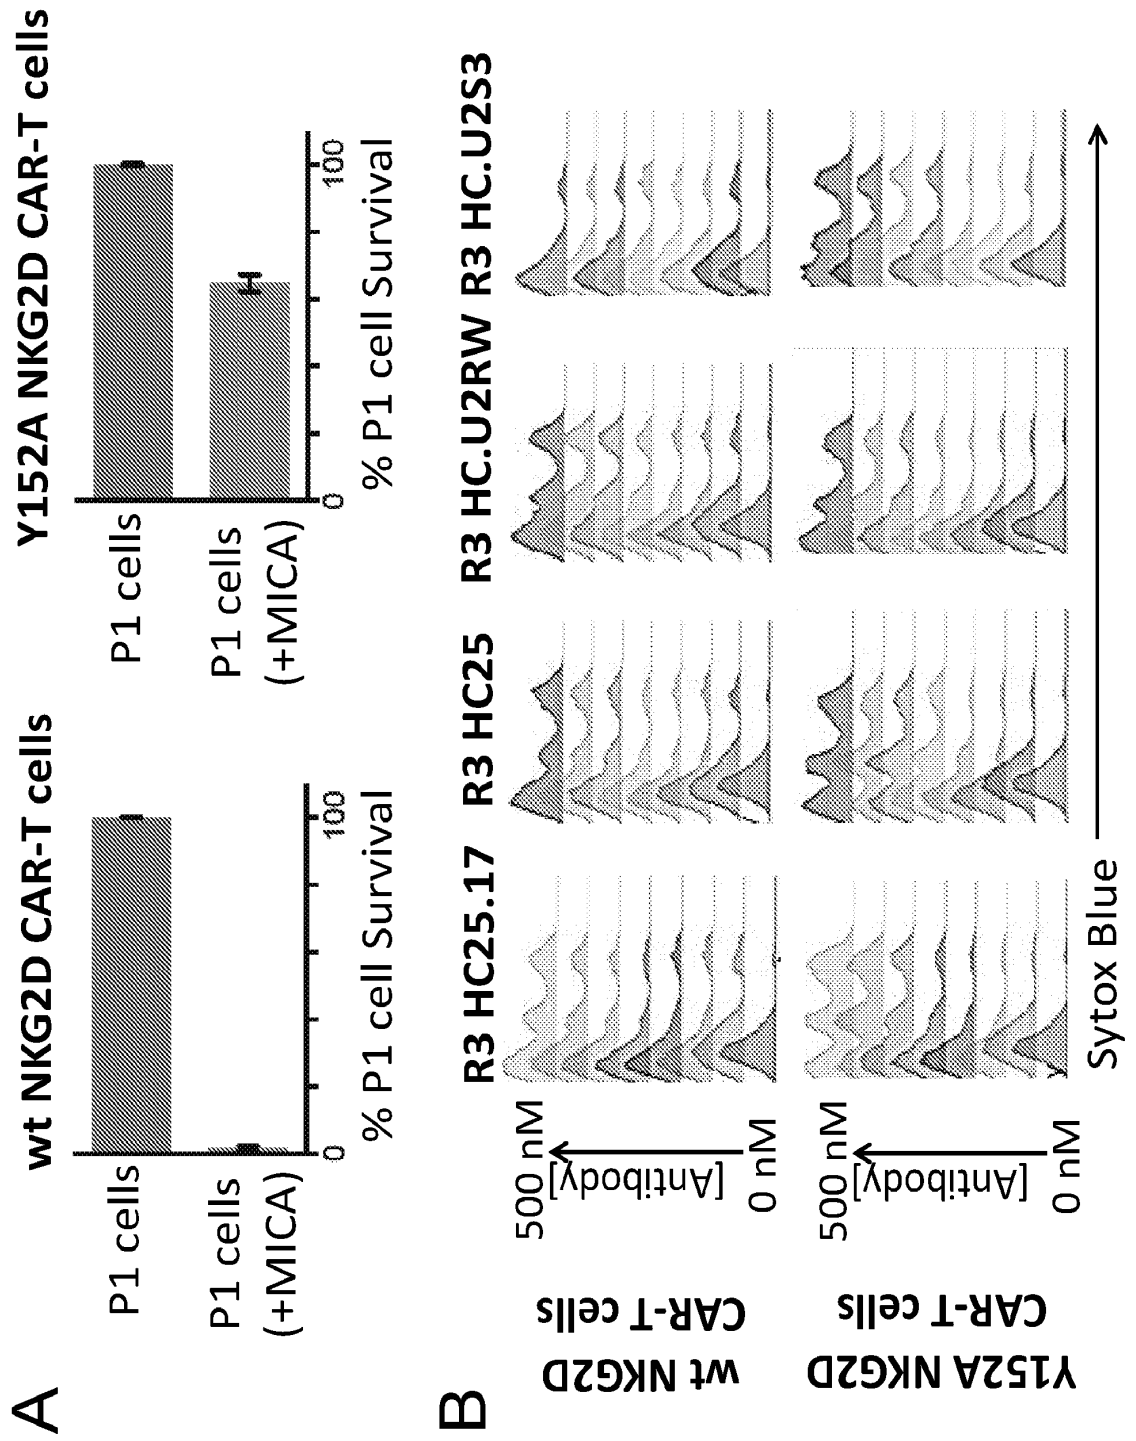 A
wt NKG2D CAR-T cells
P1 cells
P1 cells
(+MICA)
0
100
% P1 cell Survival
Y152A NKG2D CAR-T cells
P1 cells
P1 cells
(+MICA)
0
100
% P1 cell Survival
B
R3 HC25.17
R3 HC25
R3 HC.U2RW
R3 HC.U2S3
wt NKG2D
CAR-T cells
500 nM
[Antibody]
0 nM
Y152A NKG2D
CAR-T cells
500 nM
[Antibody]
0 nM
Sytox Blue